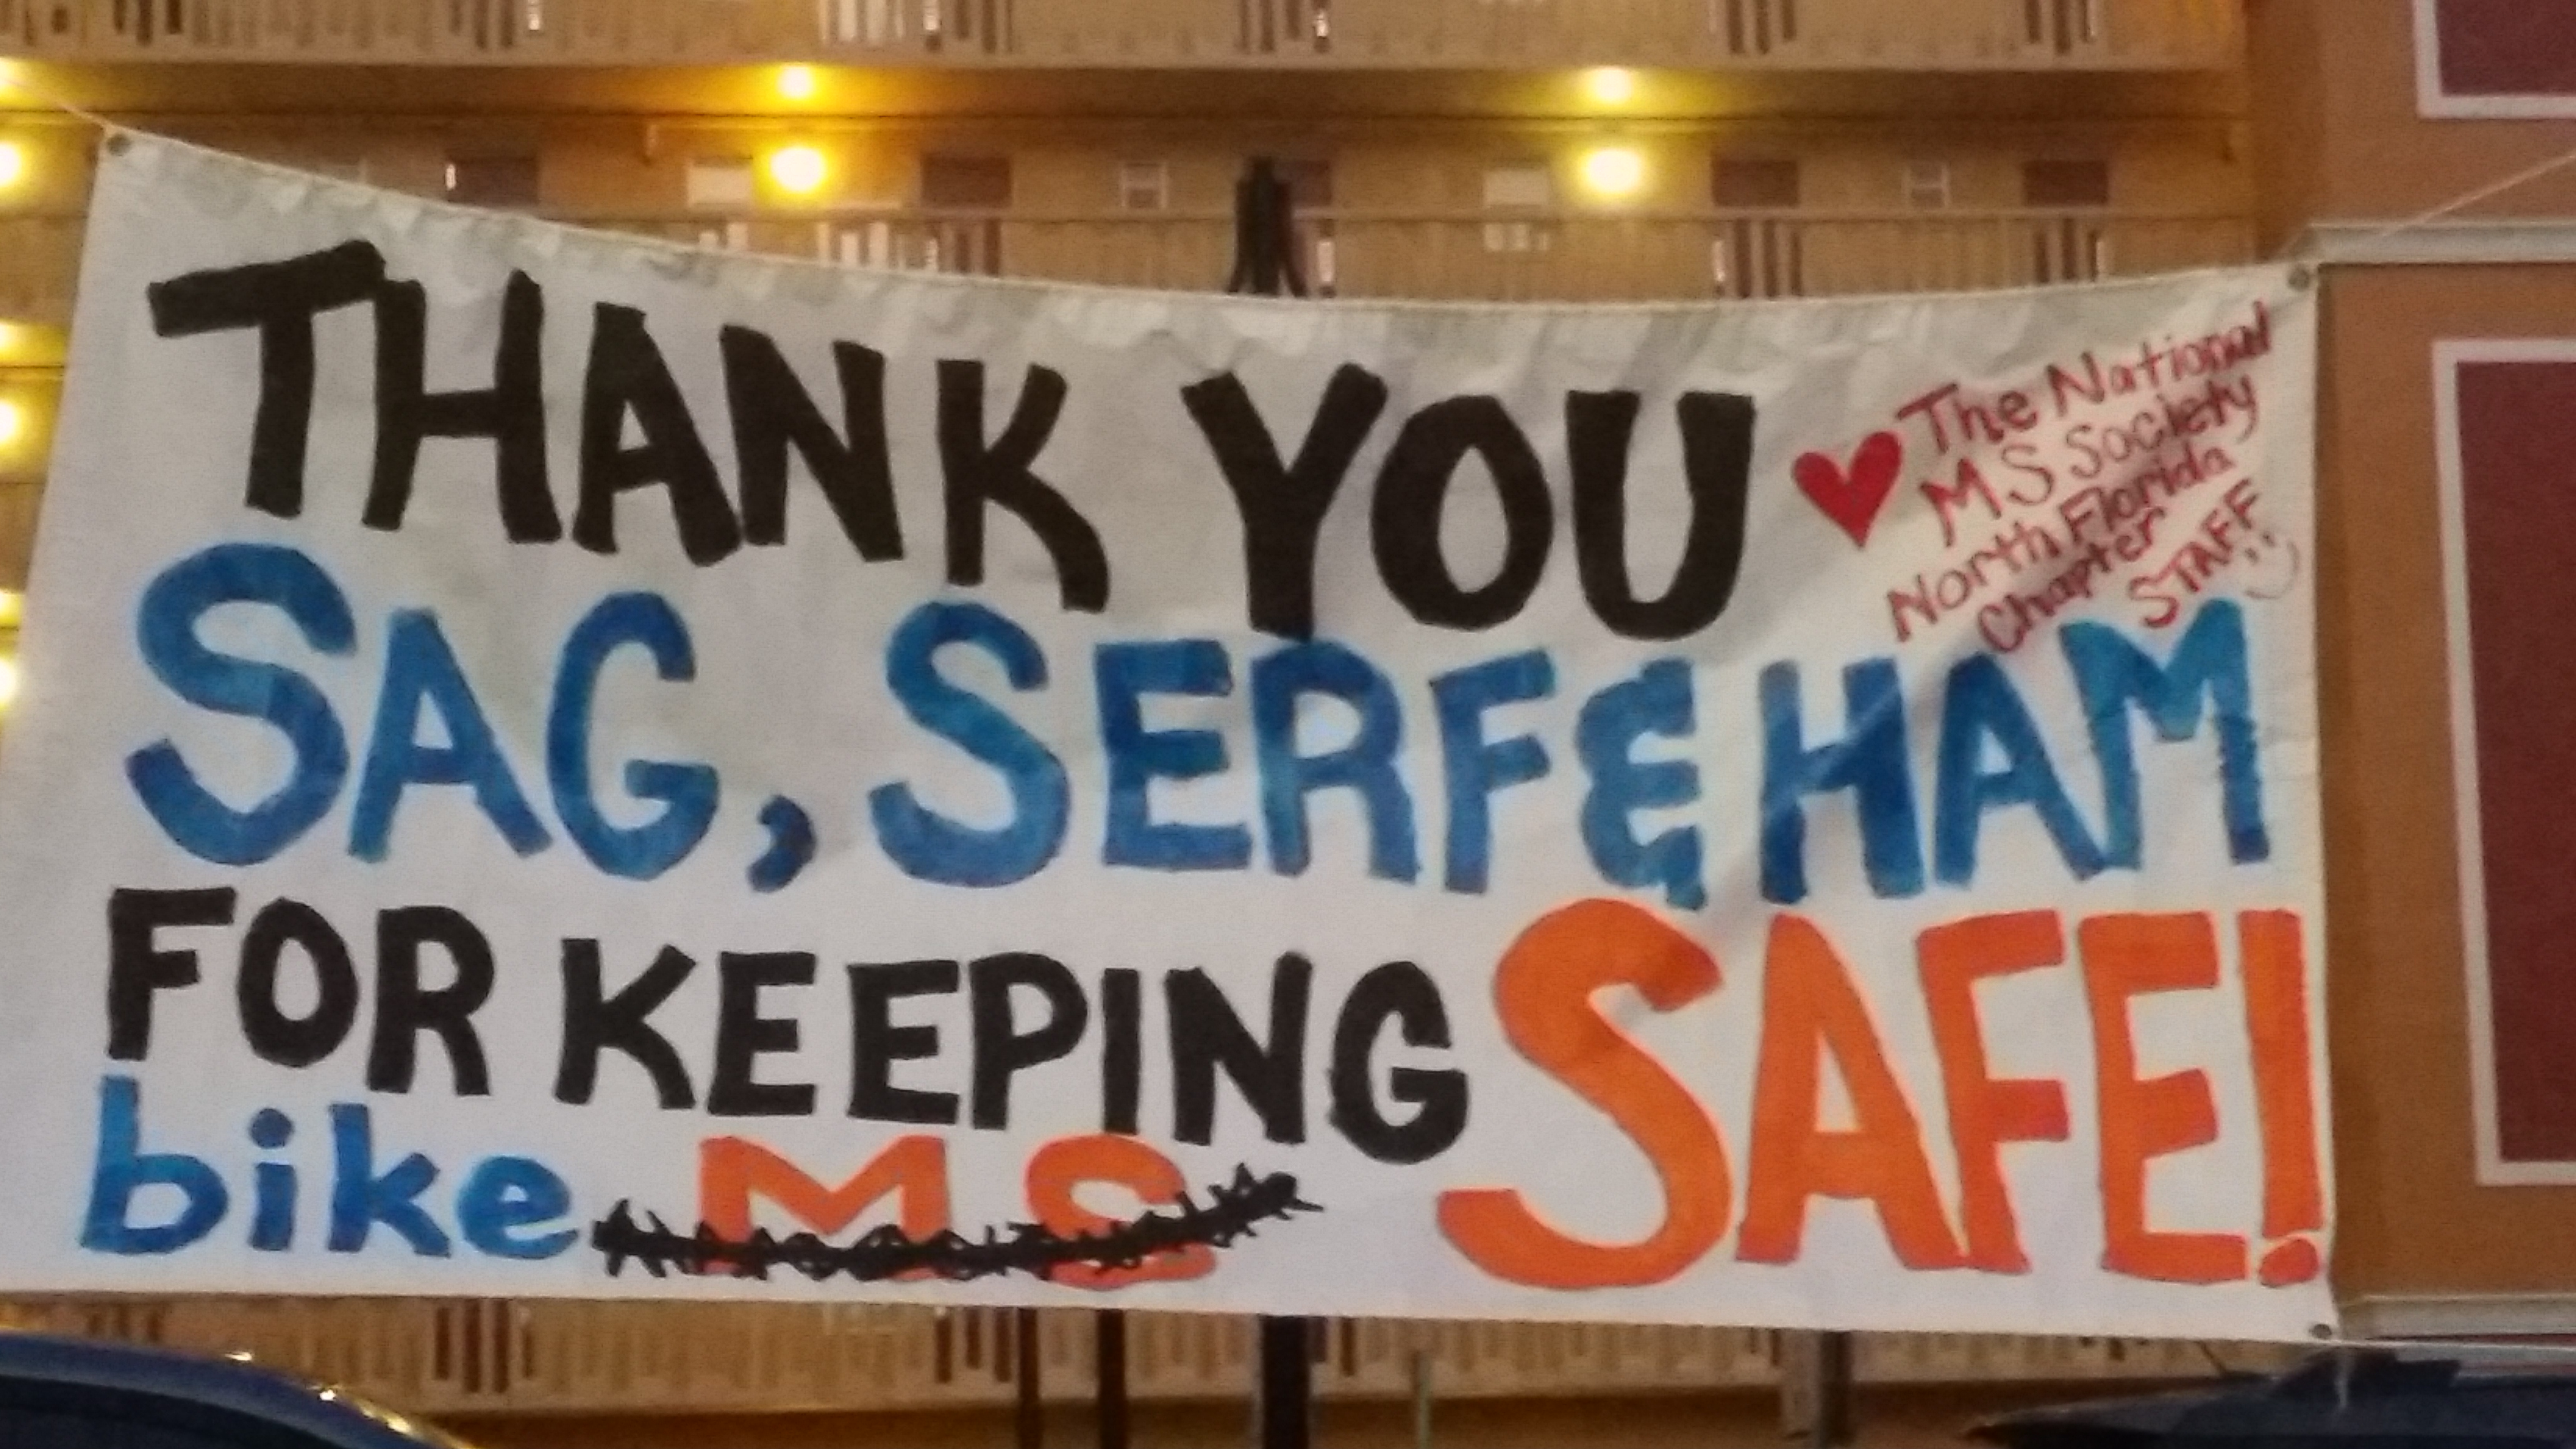 THANK YOU
SAG, SERF & HAM
FOR KEEPING SAFE!
bike MS
♥ The National
MS Society
North Florida
Chapter
STAFF :)